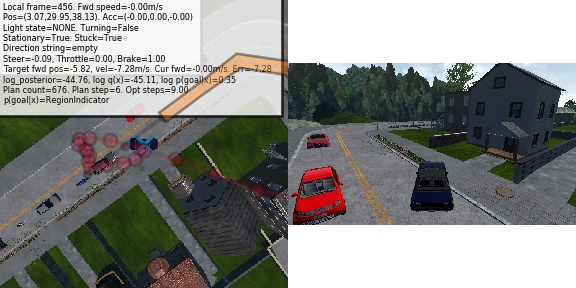 Local frame=456. Fwd speed=-0.00m/s
Pos=(3.07,29.95,38.13). Acc=(-0.00,0.00,-0.00)
Light state=NONE. Turning=False
Stationary=True. Stuck=True
Direction string=empty
Steer=-0.09, Throttle=0.00, Brake=1.00
Target fwd pos=-5.82, vel=-7.28m/s. Cur fwd=-0.00m/s. Err=-7.28
log_posterior=-44.76, log q(x)=-45.11, log p(goal|x)=0.35
Plan count=676. Plan step=6. Opt steps=9.00
p(goal|x)=RegionIndicator